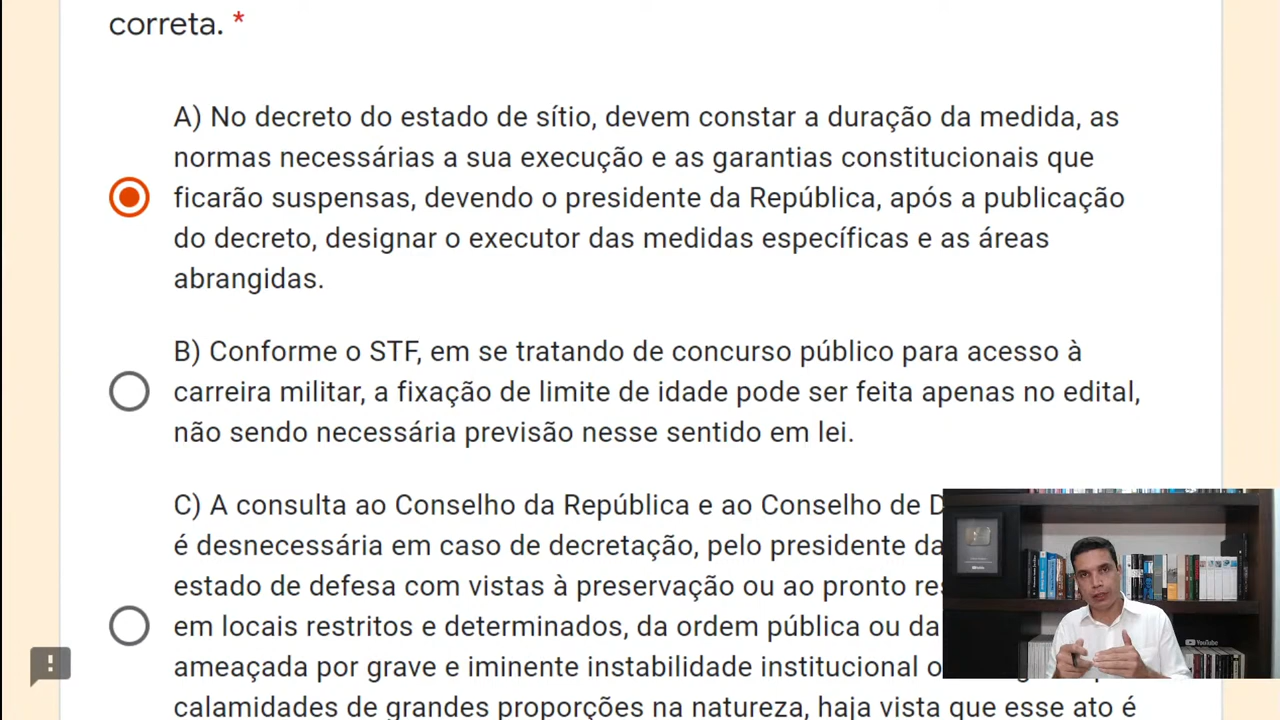 correta. *
A) No decreto do estado de sítio, devem constar a duração da medida, as
normas necessárias a sua execução e as garantias constitucionais que
ficarão suspensas, devendo o presidente da República, após a publicação
do decreto, designar o executor das medidas específicas e as áreas
abrangidas.
B) Conforme o STF, em se tratando de concurso público para acesso à
carreira militar, a fixação de limite de idade pode ser feita apenas no edital,
não sendo necessária previsão nesse sentido em lei.
C) A consulta ao Conselho da República e ao Conselho de D
é desnecessária em caso de decretação, pelo presidente da
estado de defesa com vistas à preservação ou ao pronto res
em locais restritos e determinados, da ordem pública ou da
ameaçada por grave e iminente instabilidade institucional o
calamidades de grandes proporções na natureza, haja vista que esse ato é
YouTube